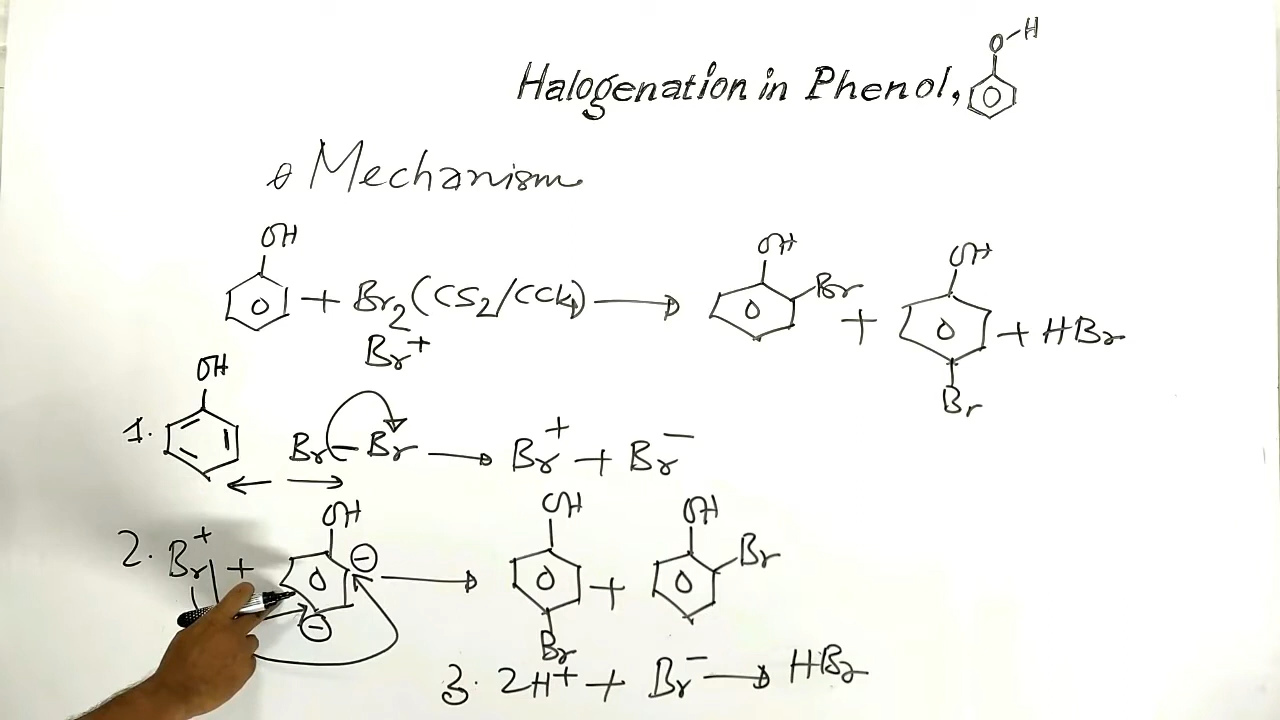 Halogenation in Phenol, O-H
Mechanism
OH OH OH
+ Br2 (CS2/CCl4) → Br + Br + HBr
Br+
OH
1. Br-Br → Br+ + Br-
OH OH OH
2. Br+ + → Br + Br
3. 2H+ + Br- → HBr